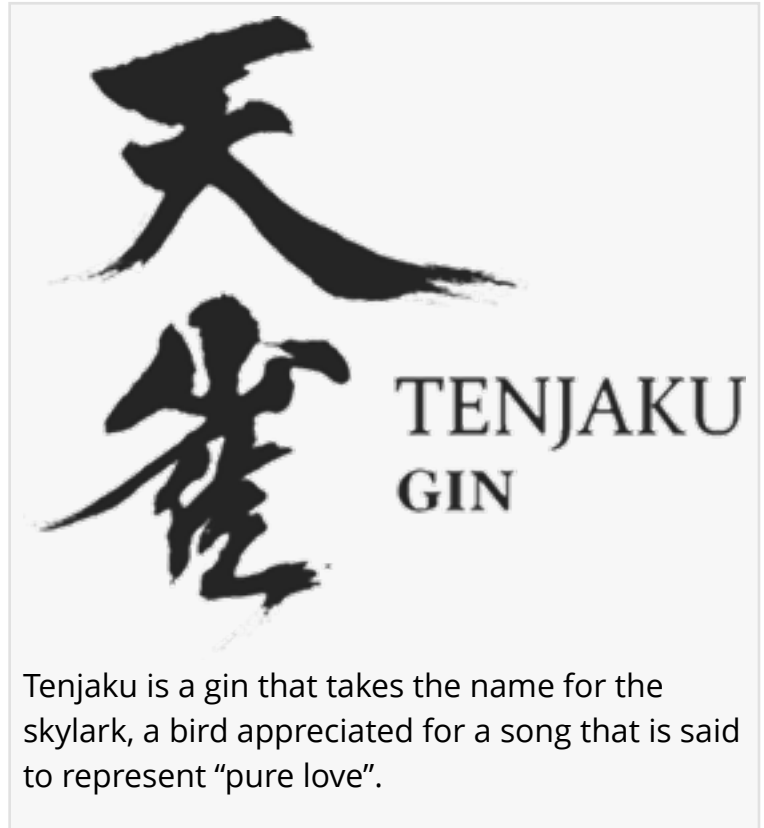 天
雀
TENJAKU
GIN
Tenjaku is a gin that takes the name for the
skylark, a bird appreciated for a song that is said
to represent “pure love”.